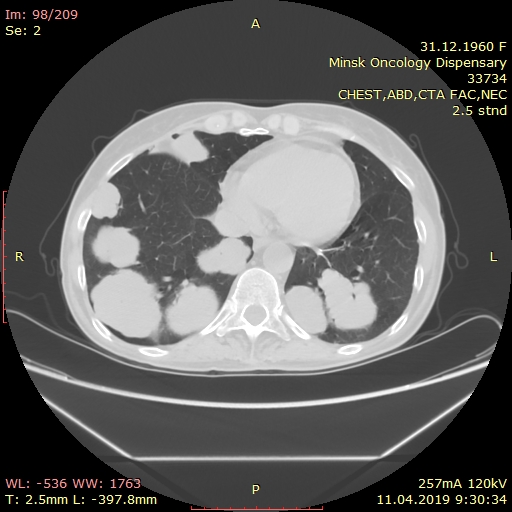 Im: 98/209
Se: 2
A
31.12.1960 F
Minsk Oncology Dispensary
33734
CHEST,ABD,CTA FAC,NEC
2.5 stnd
R
L
WL: -536 WW: 1763
T: 2.5mm L: -397.8mm
P
257mA 120kV
11.04.2019 9:30:34